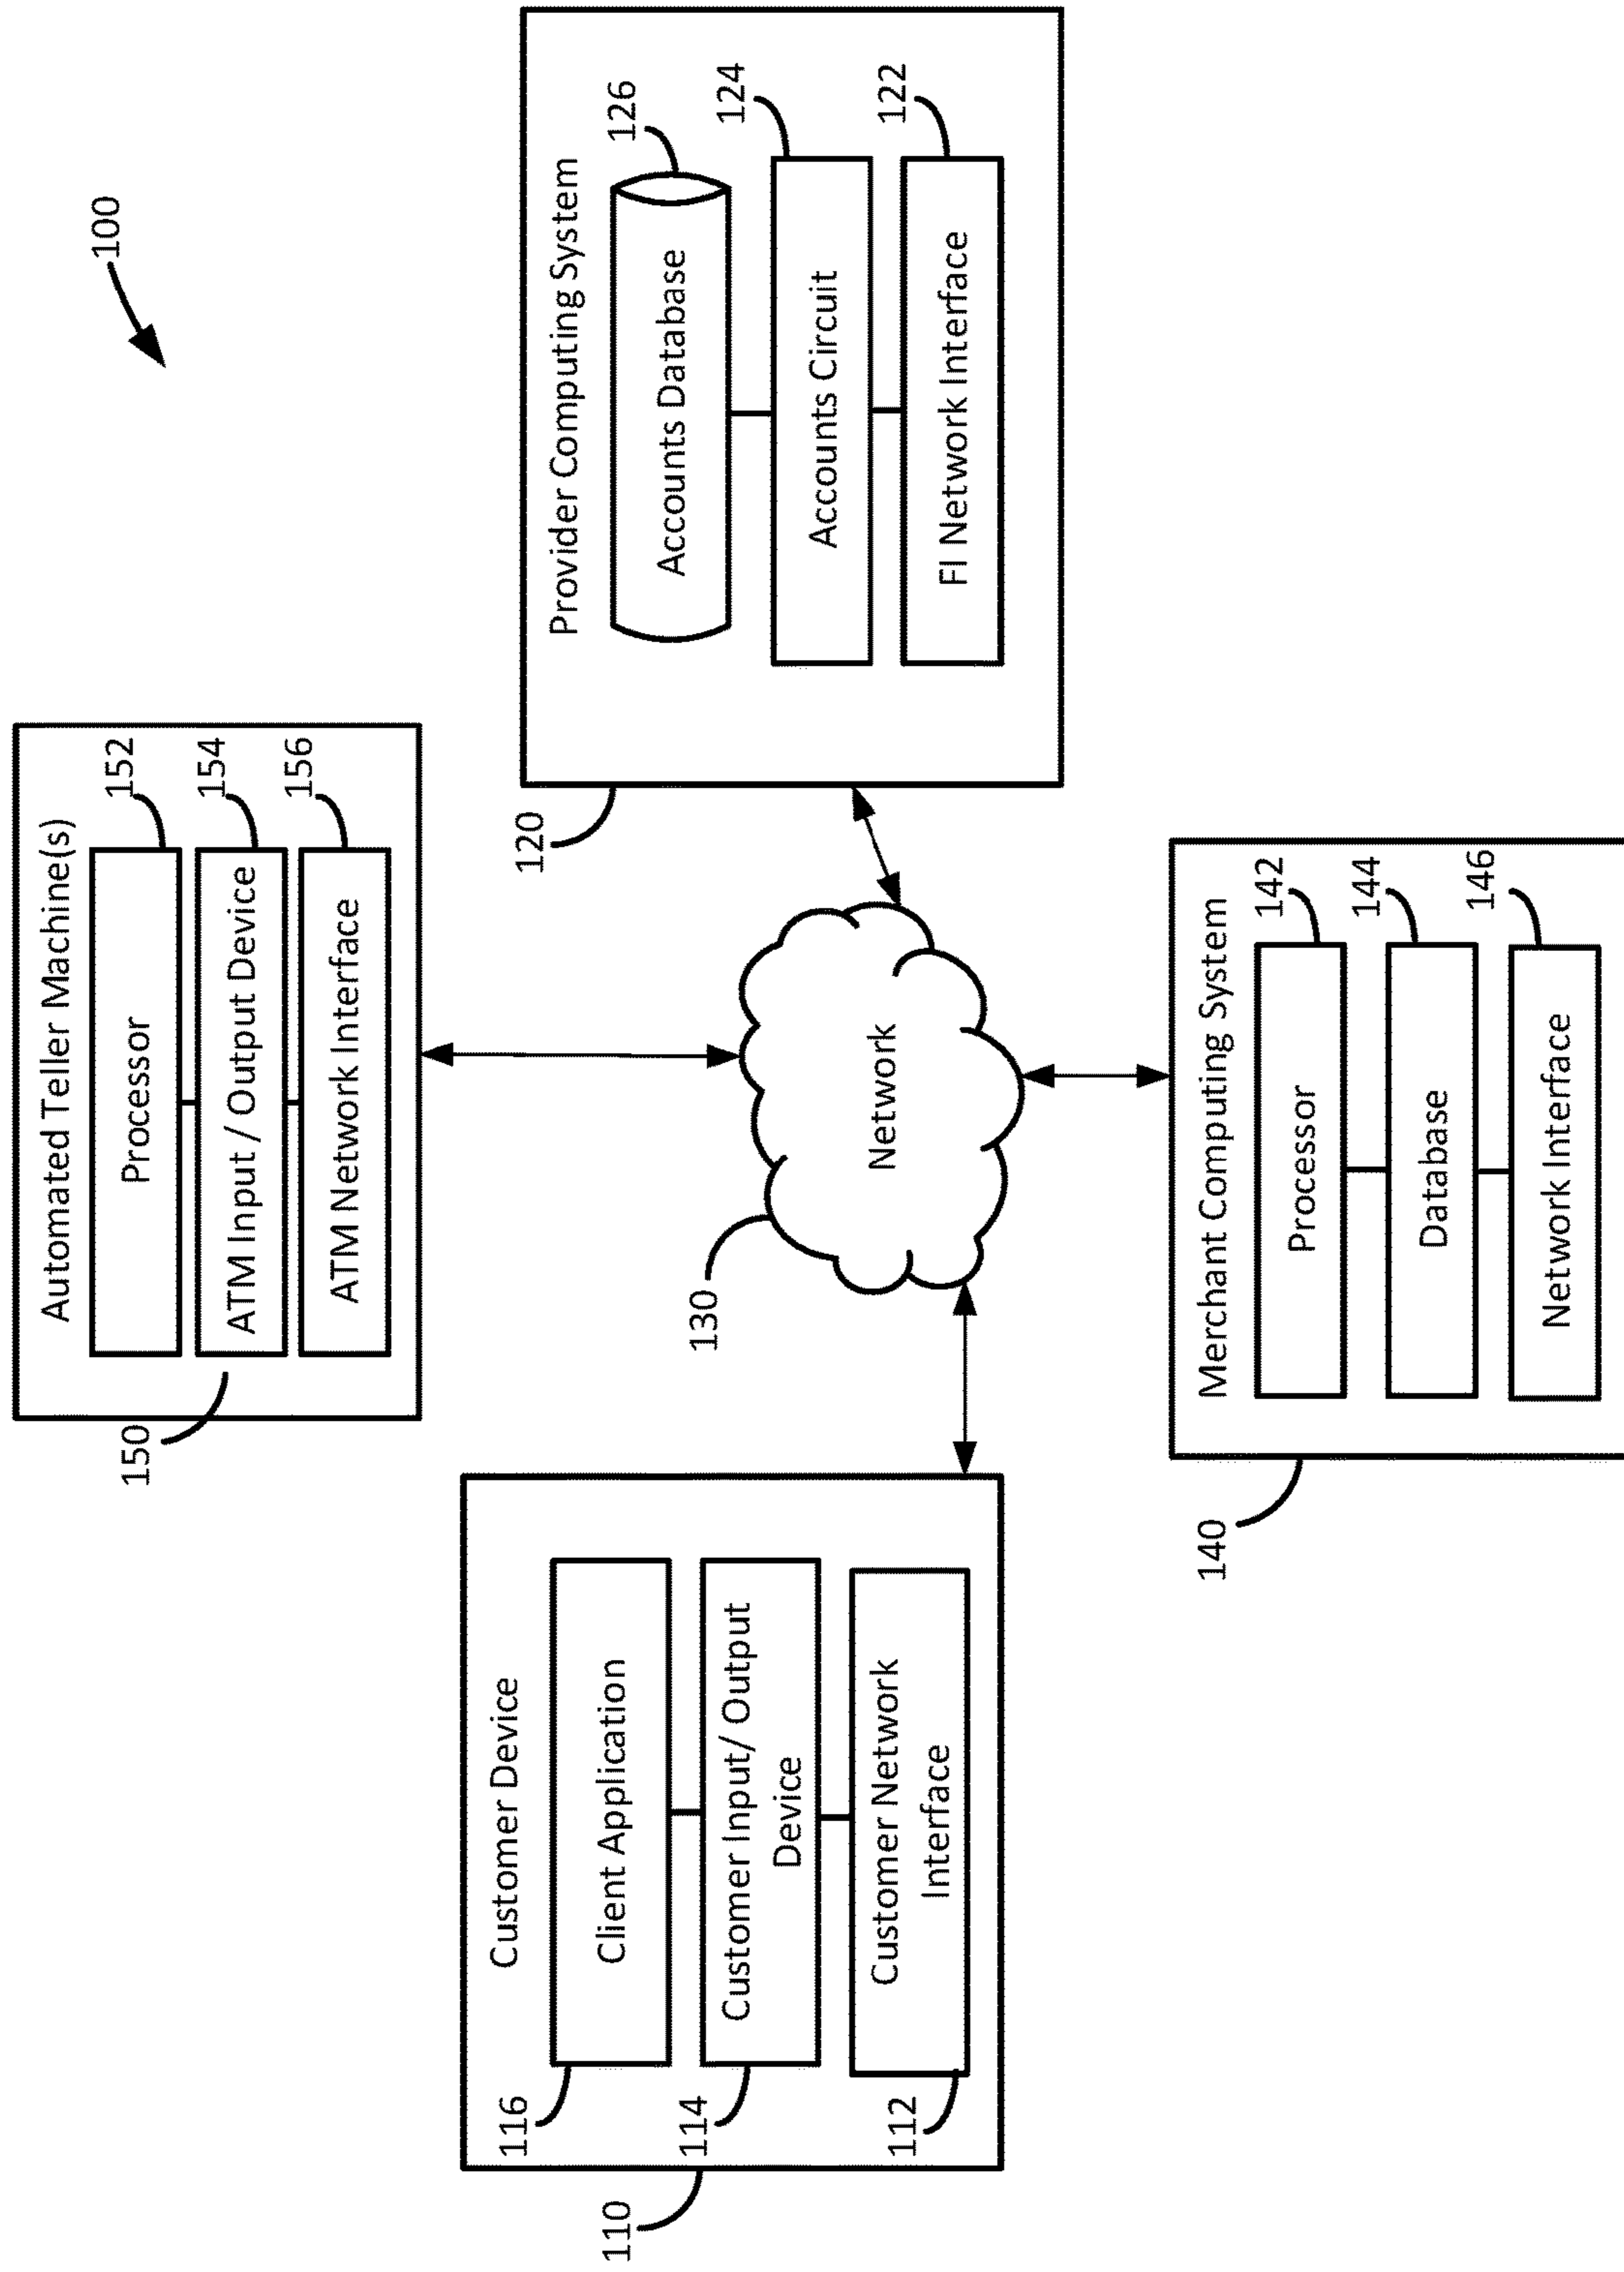 100
Automated Teller Machine(s)
Processor
152
ATM Input / Output Device
154
ATM Network Interface
156
150
Customer Device
Client Application
116
Customer Input/ Output
Device
114
Customer Network
Interface
112
110
Network
130
Provider Computing System
Accounts Database
126
Accounts Circuit
124
FI Network Interface
122
120
Merchant Computing System
Processor
142
Database
144
Network Interface
146
140